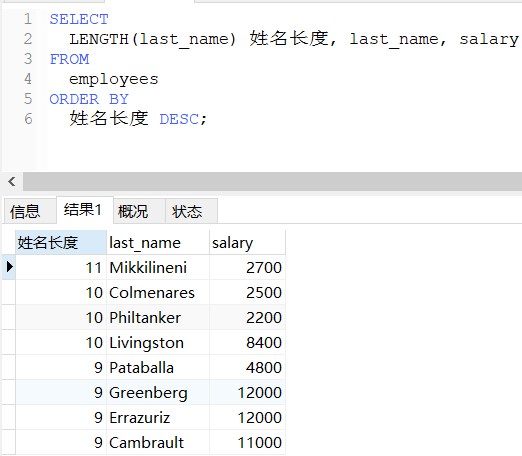 1 SELECT
2 LENGTH(last_name) 姓名长度, last_name, salary
3 FROM
4 employees
5 ORDER BY
6 姓名长度 DESC;
信息 结果1 概况 状态
姓名长度 last_name salary
11 Mikkilineni 2700
10 Colmenares 2500
10 Philtanker 2200
10 Livingston 8400
9 Pataballa 4800
9 Greenberg 12000
9 Errazuriz 12000
9 Cambrault 11000